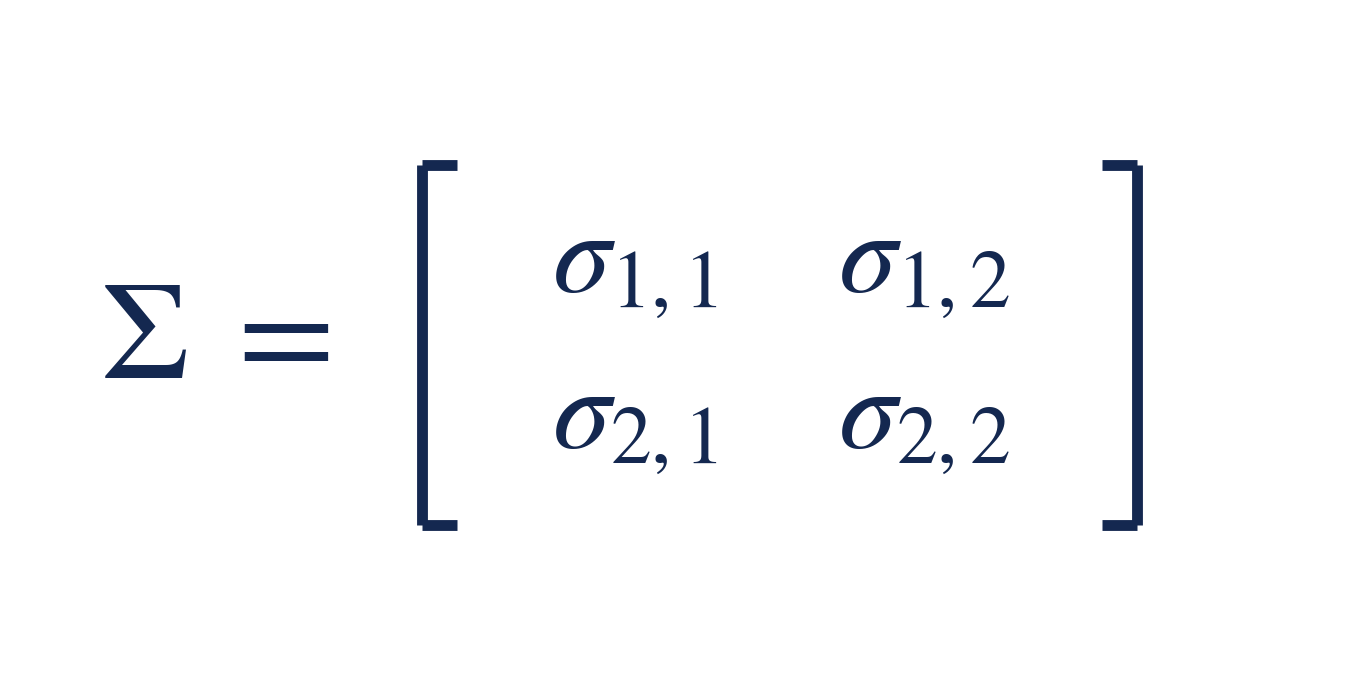 Σ = [ σ1, 1 σ1, 2
σ2, 1 σ2, 2 ]